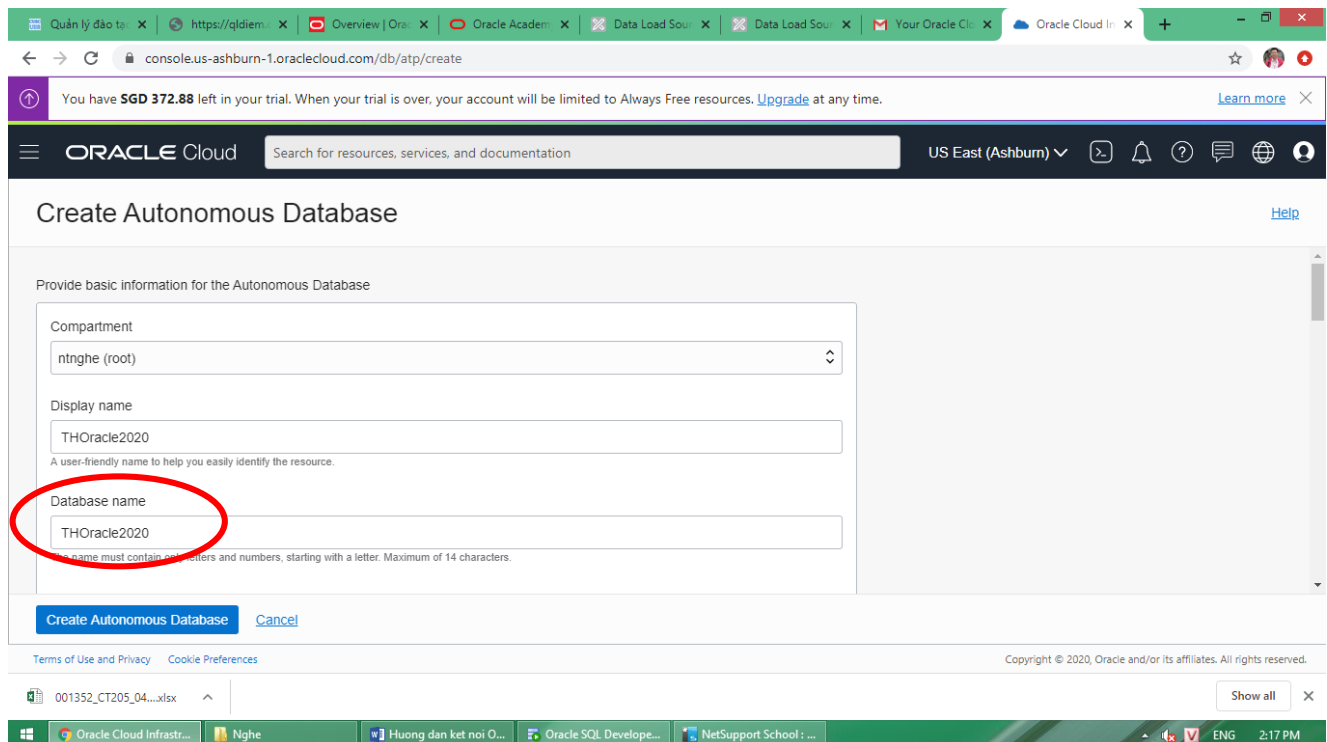 Quản lý đào tạ
https://qldiem.
Overview | Orac
Oracle Academ
Data Load Sour
Data Load Sour
Your Oracle Clo
Oracle Cloud In
console.us-ashburn-1.oraclecloud.com/db/atp/create
You have SGD 372.88 left in your trial. When your trial is over, your account will be limited to Always Free resources. Upgrade at any time.
Learn more
ORACLE Cloud
Search for resources, services, and documentation
US East (Ashburn)
Create Autonomous Database
Help
Provide basic information for the Autonomous Database
Compartment
ntnghe (root)
Display name
THOracle2020
A user-friendly name to help you easily identify the resource.
Database name
THOracle2020
The name must contain only letters and numbers, starting with a letter. Maximum of 14 characters.
Create Autonomous Database
Cancel
Terms of Use and Privacy
Cookie Preferences
Copyright © 2020, Oracle and/or its affiliates. All rights reserved.
001352_CT205_04....xlsx
Show all
Oracle Cloud Infrastr...
Nghe
Huong dan ket noi O...
Oracle SQL Develope...
NetSupport School : ...
V
ENG
2:17 PM